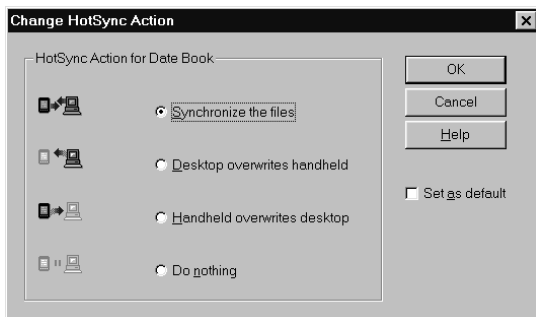 Change HotSync Action
HotSync Action for Date Book
Synchronize the files
Desktop overwrites handheld
Handheld overwrites desktop
Do nothing
OK
Cancel
Help
Set as default